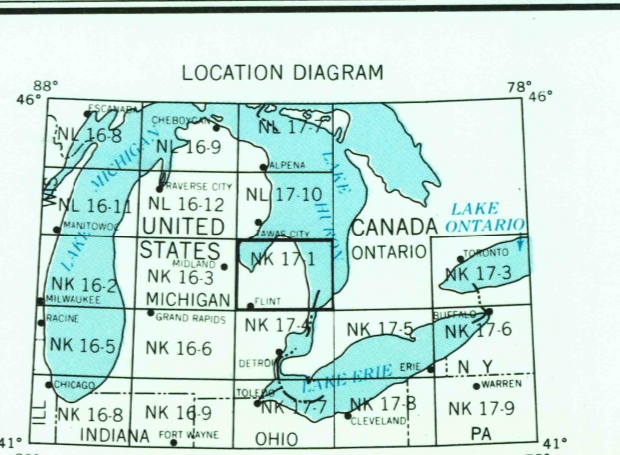 LOCATION DIAGRAM
88° 78°
46° 46°
ESCANABA
CHEBOYGAN
NL 16-8
NL 16-9
NL 17-7
ALPENA
LAKE MICHIGAN
LAKE HURON
WIS
TRAVERSE CITY
NL 16-11
NL 16-12
NL 17-10
MANITOWOC
TAWAS CITY
UNITED STATES
CANADA
ONTARIO
LAKE ONTARIO
TORONTO
MIDLAND
NK 16-2
NK 16-3
NK 17-1
NK 17-3
MICHIGAN
MILWAUKEE
FLINT
RACINE
GRAND RAPIDS
BUFFALO
NK 16-5
NK 16-6
NK 17-4
NK 17-5
NK 17-6
DETROIT
ERIE
N Y
LAKE ERIE
CHICAGO
TOLEDO
WARREN
ILL
NK 16-8
NK 16-9
NK 17-7
NK 17-8
NK 17-9
CLEVELAND
INDIANA
FORT WAYNE
OHIO
PA
41° 41°